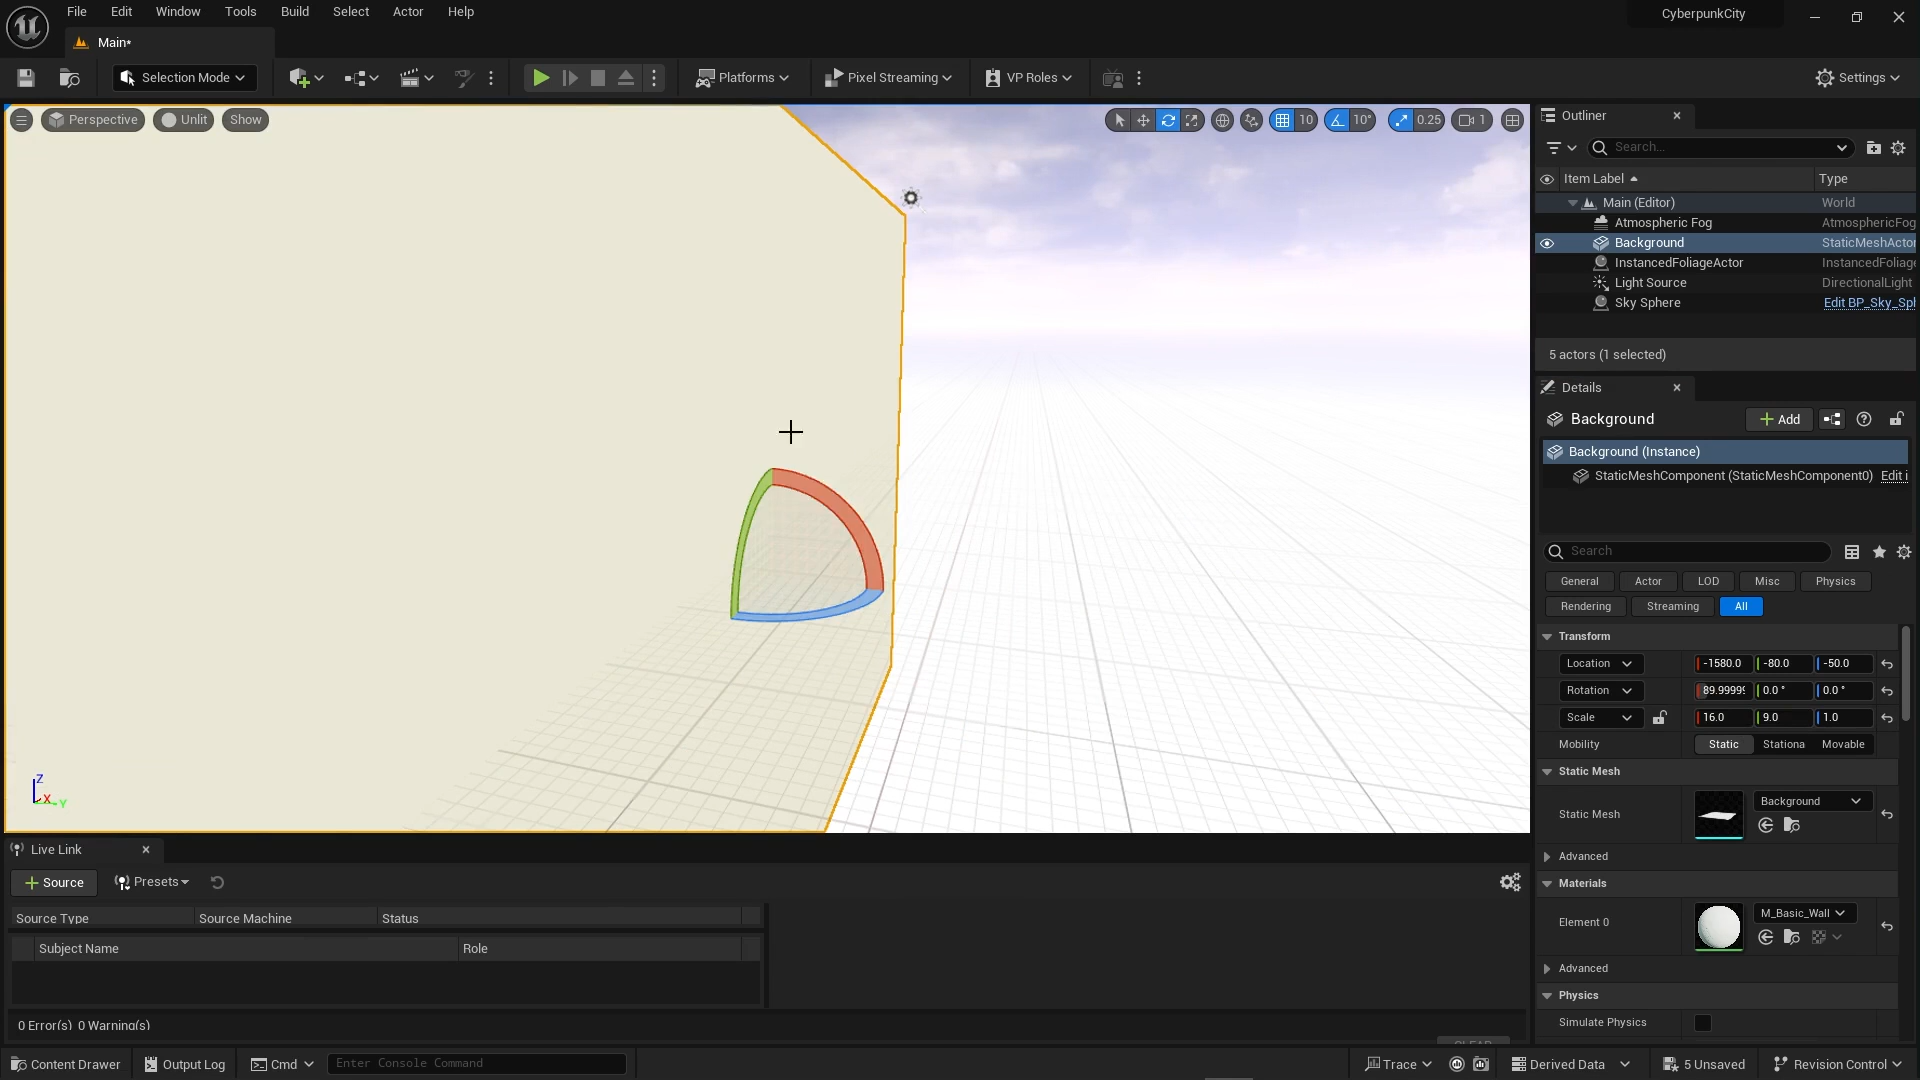 File Edit Window Tools Build Select Actor Help
CyberpunkCity
Main*
Selection Mode
Platforms
Pixel Streaming
VP Roles
Settings
Perspective
Unlit
Show
10
10°
0.25
1
Outliner
Search...
Item Label
Type
Main (Editor)
World
Atmospheric Fog
AtmosphericFog
Background
StaticMeshActor
InstancedFoliageActor
InstancedFoliage
Light Source
DirectionalLight
Sky Sphere
Edit BP_Sky_Sph
5 actors (1 selected)
Details
Background
Add
Background (Instance)
StaticMeshComponent (StaticMeshComponent0)
Edit i
Search
General
Actor
LOD
Misc
Physics
Rendering
Streaming
All
Transform
Location
-1580.0
-80.0
-50.0
Rotation
89.99999
0.0 °
0.0 °
Scale
16.0
9.0
1.0
Mobility
Static
Stationa
Movable
Static Mesh
Static Mesh
Background
Advanced
Materials
Element 0
M_Basic_Wall
Advanced
Physics
Simulate Physics
Z
X
Y
Live Link
Source
Presets
Source Type
Source Machine
Status
Subject Name
Role
0 Error(s) 0 Warning(s)
CLEAR
Content Drawer
Output Log
Cmd
Enter Console Command
Trace
Derived Data
5 Unsaved
Revision Control